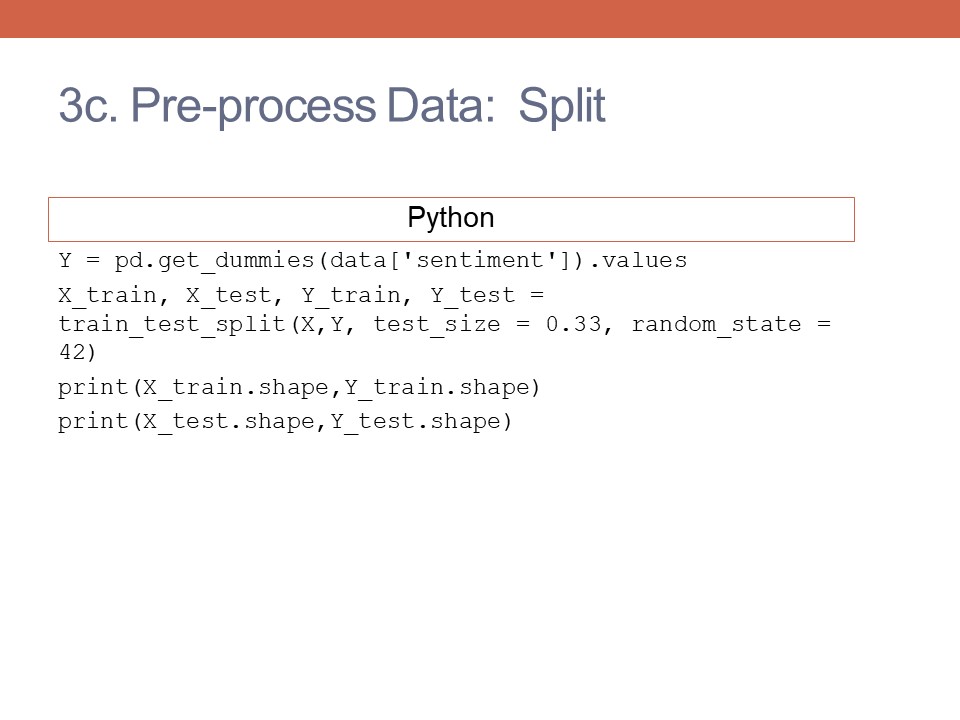 3c. Pre-process Data:  Split
Python
Y = pd.get_dummies(data['sentiment']).values
X_train, X_test, Y_train, Y_test =
train_test_split(X,Y, test_size = 0.33, random_state =
42)
print(X_train.shape,Y_train.shape)
print(X_test.shape,Y_test.shape)